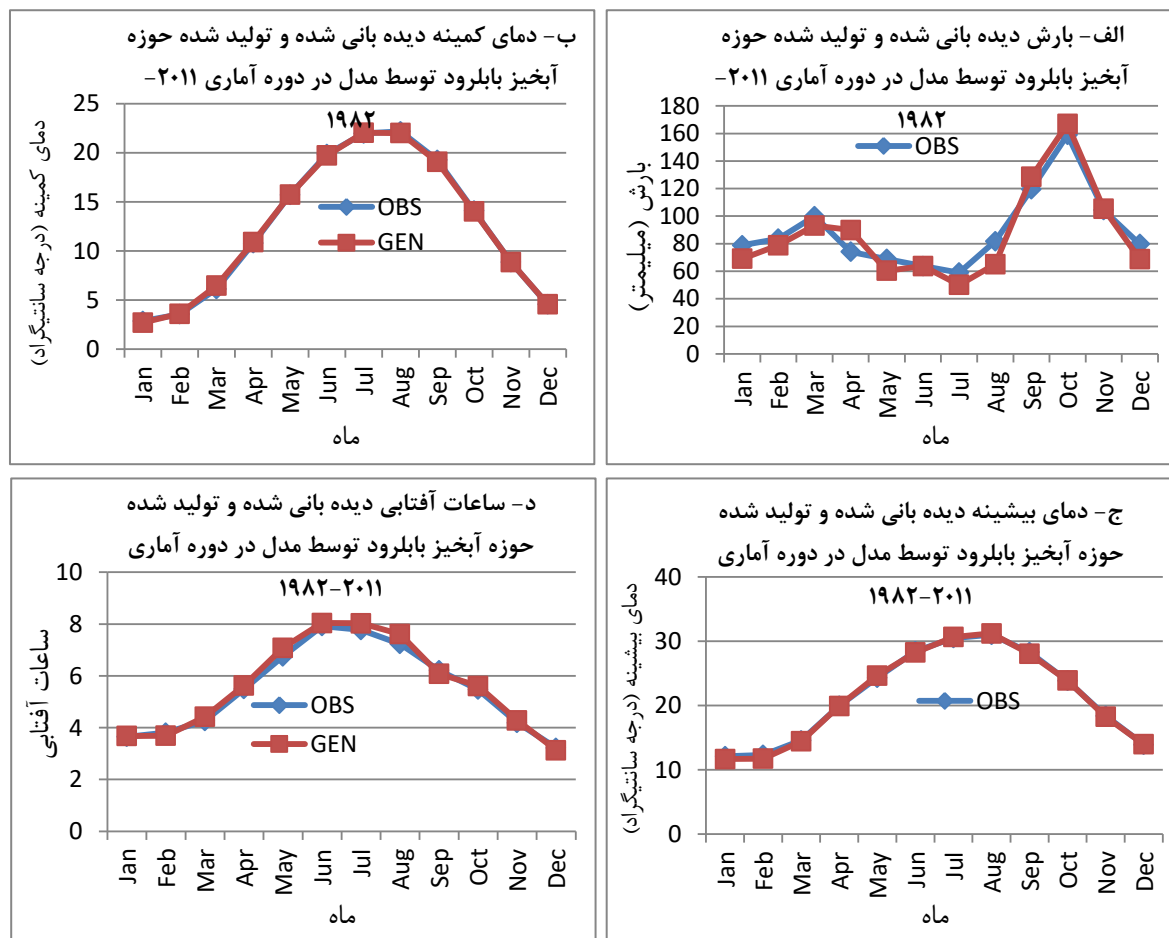 الف- بارش دیده بانی شده و تولید شده حوزه
آبخیز بابلرود توسط مدل در دوره آماری ۲۰۱۱-
۱۹۸۲
بارش (میلیمتر)
180
160
140
120
100
80
60
40
20
0
OBS
Jan Feb Mar Apr May Jun Jul Aug Sep Oct Nov Dec
ماه
ب- دمای کمینه دیده بانی شده و تولید شده حوزه
آبخیز بابلرود توسط مدل در دوره آماری ۲۰۱۱-
۱۹۸۲
دمای کمینه (درجه سانتیگراد)
25
20
15
10
5
0
OBS
GEN
Jan Feb Mar Apr May Jun Jul Aug Sep Oct Nov Dec
ماه
ج- دمای بیشینه دیده بانی شده و تولید شده
حوزه آبخیز بابلرود توسط مدل در دوره آماری
۱۹۸۲-۲۰۱۱
دمای بیشینه (درجه سانتیگراد)
40
30
20
10
0
OBS
Jan Feb Mar Apr May Jun Jul Aug Sep Oct Nov Dec
ماه
د- ساعات آفتابی دیده بانی شده و تولید شده
حوزه آبخیز بابلرود توسط مدل در دوره آماری
۱۹۸۲-۲۰۱۱
ساعات آفتابی
10
8
6
4
2
0
OBS
GEN
Jan Feb Mar Apr May Jun Jul Aug Sep Oct Nov Dec
ماه